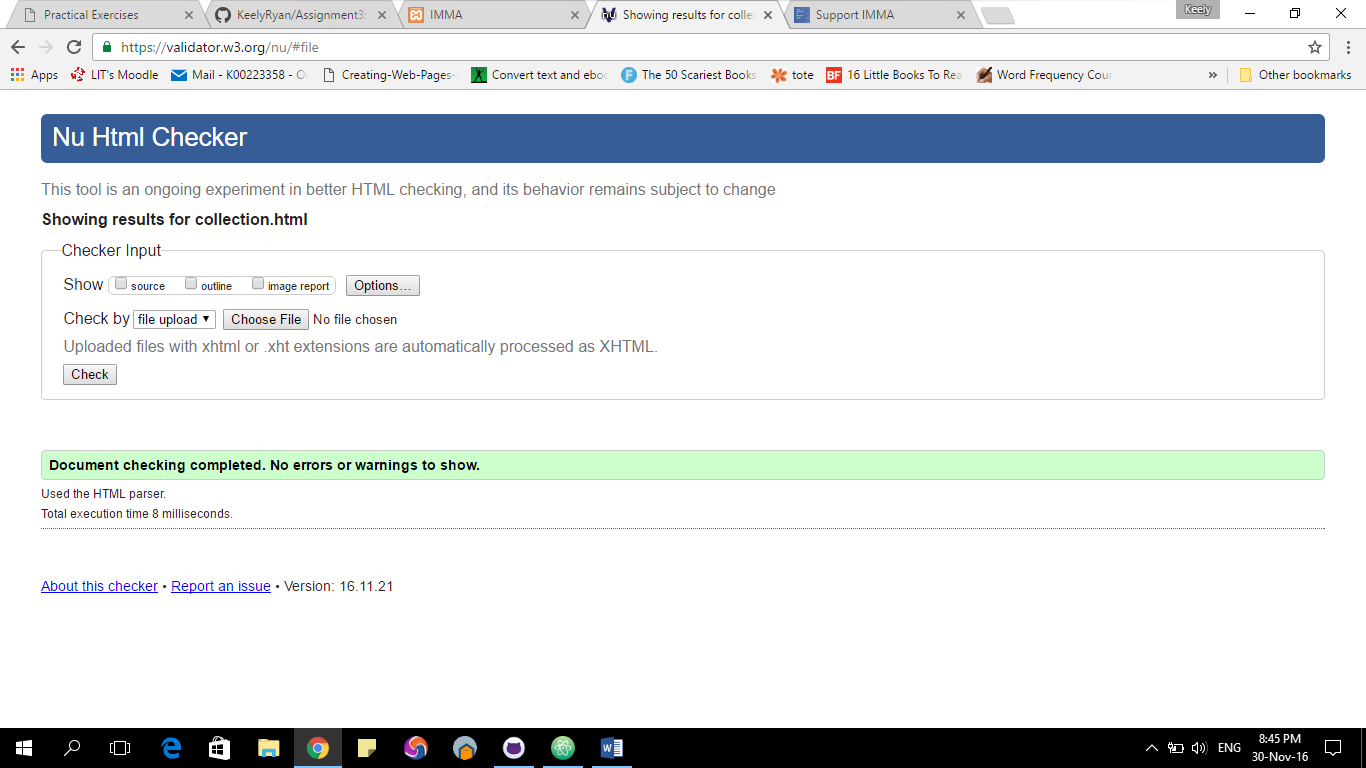 Practical Exercises
KeelyRyan/Assignment3:
IMMA
Showing results for colle
Support IMMA
Keely
https://validator.w3.org/nu/#file
Apps
LIT's Moodle
Mail - K00223358 - O
Creating-Web-Pages-
Convert text and eboo
The 50 Scariest Books
tote
BF
16 Little Books To Rea
Word Frequency Coun
»
Other bookmarks
Nu Html Checker
This tool is an ongoing experiment in better HTML checking, and its behavior remains subject to change
Showing results for collection.html
Checker Input
Show source outline image report Options...
Check by file upload Choose File No file chosen
Uploaded files with xhtml or .xht extensions are automatically processed as XHTML.
Check
Document checking completed. No errors or warnings to show.
Used the HTML parser.
Total execution time 8 milliseconds.
About this checker • Report an issue • Version: 16.11.21
ENG
8:45 PM
30-Nov-16